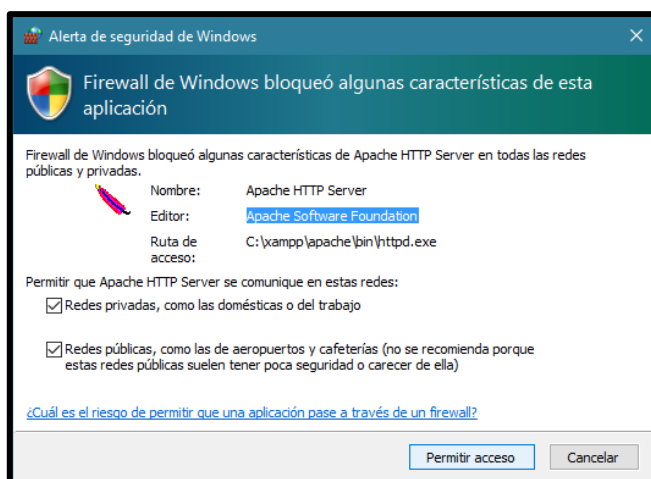 Alerta de seguridad de Windows
Firewall de Windows bloqueó algunas características de esta
aplicación
Firewall de Windows bloqueó algunas características de Apache HTTP Server en todas las redes
públicas y privadas.
Nombre: Apache HTTP Server
Editor: Apache Software Foundation
Ruta de C:\xampp\apache\bin\httpd.exe
acceso:
Permitir que Apache HTTP Server se comunique en estas redes:
Redes privadas, como las domésticas o del trabajo
Redes públicas, como las de aeropuertos y cafeterías (no se recomienda porque
estas redes públicas suelen tener poca seguridad o carecer de ella)
¿Cuál es el riesgo de permitir que una aplicación pase a través de un firewall?
Permitir acceso Cancelar